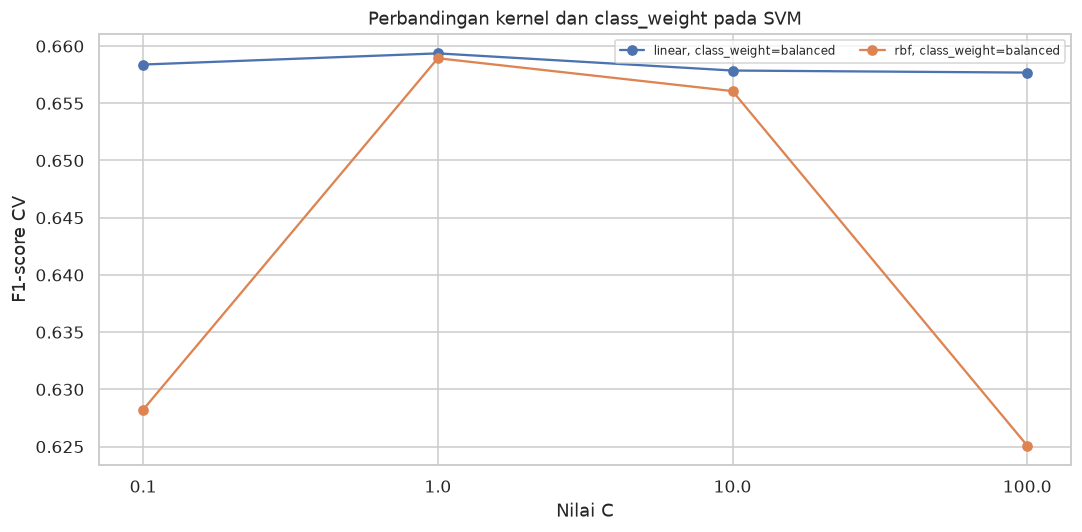 Perbandingan kernel dan class_weight pada SVM
linear, class_weight=balanced
rbf, class_weight=balanced
F1-score CV
0.660
0.655
0.650
0.645
0.640
0.635
0.630
0.625
0.1
1.0
10.0
100.0
Nilai C